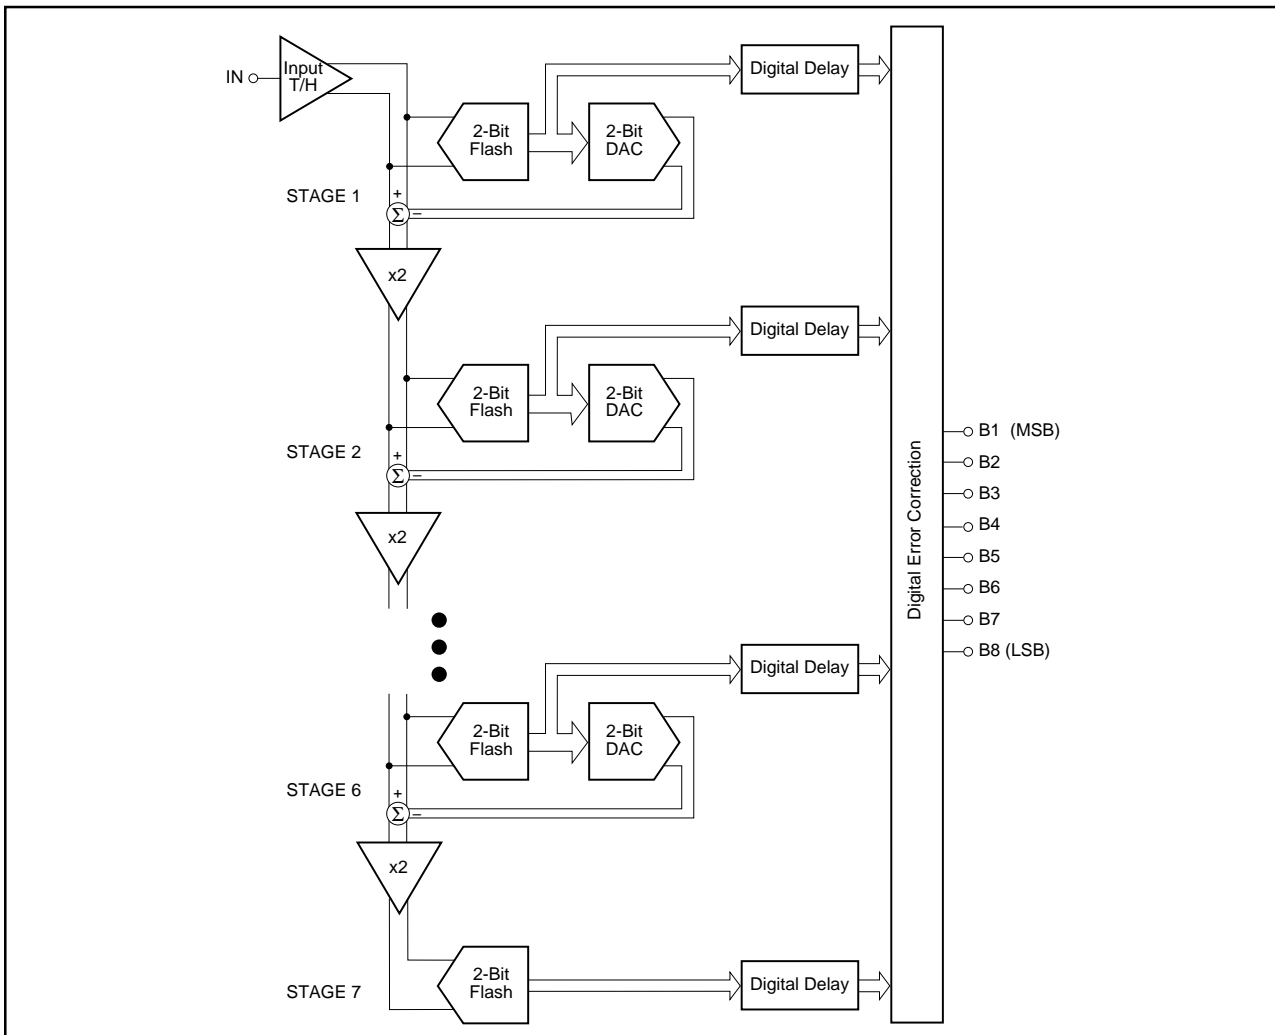 IN
Input
T/H
2-Bit
Flash
2-Bit
DAC
Digital Delay
STAGE 1
+
Σ
–
x2
2-Bit
Flash
2-Bit
DAC
Digital Delay
STAGE 2
+
Σ
–
x2
2-Bit
Flash
2-Bit
DAC
Digital Delay
STAGE 6
+
Σ
–
x2
2-Bit
Flash
Digital Delay
STAGE 7
Digital Error Correction
B1 (MSB)
B2
B3
B4
B5
B6
B7
B8 (LSB)